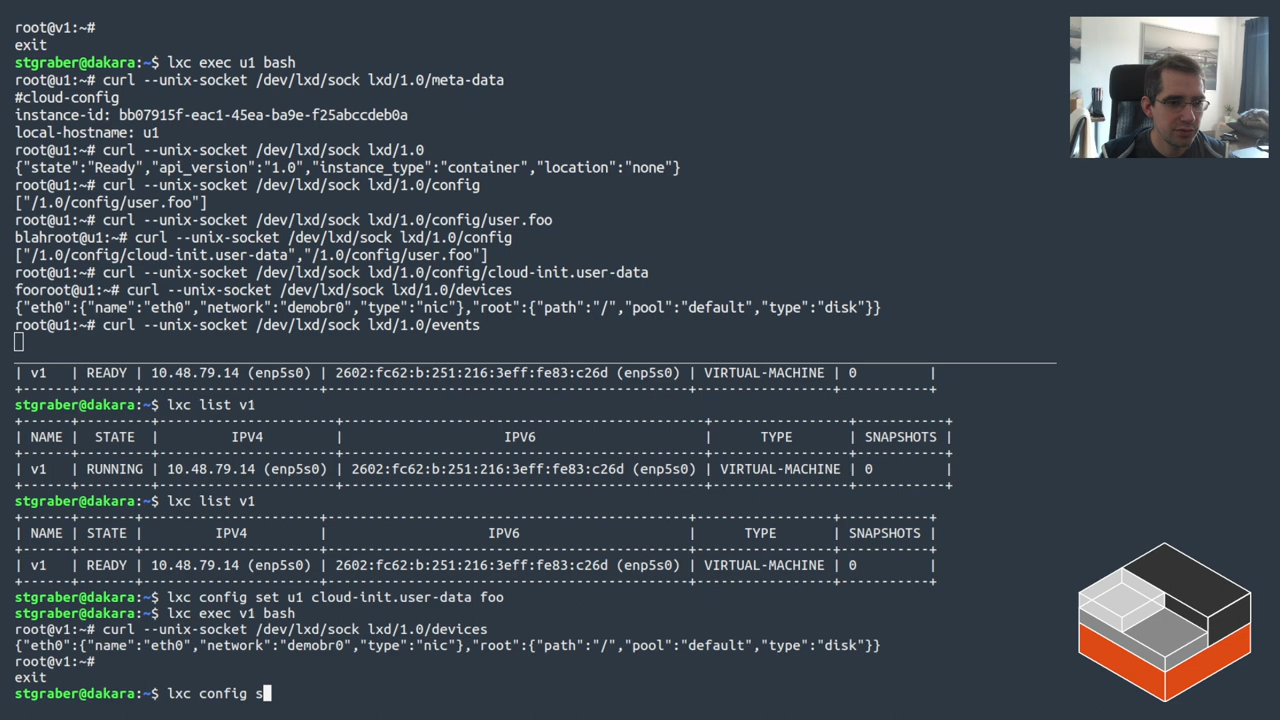 root@v1:~#
exit
stgraber@dakara:~$ lxc exec u1 bash
root@u1:~# curl --unix-socket /dev/lxd/sock lxd/1.0/meta-data
#cloud-config
instance-id: bb07915f-eac1-45ea-ba9e-f25abccdeb0a
local-hostname: u1
root@u1:~# curl --unix-socket /dev/lxd/sock lxd/1.0
{"state":"Ready","api_version":"1.0","instance_type":"container","location":"none"}
root@u1:~# curl --unix-socket /dev/lxd/sock lxd/1.0/config
["/1.0/config/user.foo"]
root@u1:~# curl --unix-socket /dev/lxd/sock lxd/1.0/config/user.foo
blahroot@u1:~# curl --unix-socket /dev/lxd/sock lxd/1.0/config
["/1.0/config/cloud-init.user-data","/1.0/config/user.foo"]
root@u1:~# curl --unix-socket /dev/lxd/sock lxd/1.0/config/cloud-init.user-data
fooroot@u1:~# curl --unix-socket /dev/lxd/sock lxd/1.0/devices
{"eth0":{"name":"eth0","network":"demobr0","type":"nic"},"root":{"path":"/","pool":"default","type":"disk"}}
root@u1:~# curl --unix-socket /dev/lxd/sock lxd/1.0/events
| v1 | READY | 10.48.79.14 (enp5s0) | 2602:fc62:b:251:216:3eff:fe83:c26d (enp5s0) | VIRTUAL-MACHINE | 0 |
+------+-------+----------------------+-----------------------------------------------+-----------------+-----------+
stgraber@dakara:~$ lxc list v1
+------+---------+----------------------+-----------------------------------------------+-----------------+-----------+
| NAME | STATE | IPV4 | IPV6 | TYPE | SNAPSHOTS |
+------+---------+----------------------+-----------------------------------------------+-----------------+-----------+
| v1 | RUNNING | 10.48.79.14 (enp5s0) | 2602:fc62:b:251:216:3eff:fe83:c26d (enp5s0) | VIRTUAL-MACHINE | 0 |
+------+---------+----------------------+-----------------------------------------------+-----------------+-----------+
stgraber@dakara:~$ lxc list v1
+------+-------+----------------------+-----------------------------------------------+-----------------+-----------+
| NAME | STATE | IPV4 | IPV6 | TYPE | SNAPSHOTS |
+------+-------+----------------------+-----------------------------------------------+-----------------+-----------+
| v1 | READY | 10.48.79.14 (enp5s0) | 2602:fc62:b:251:216:3eff:fe83:c26d (enp5s0) | VIRTUAL-MACHINE | 0 |
+------+-------+----------------------+-----------------------------------------------+-----------------+-----------+
stgraber@dakara:~$ lxc config set u1 cloud-init.user-data foo
stgraber@dakara:~$ lxc exec v1 bash
root@v1:~# curl --unix-socket /dev/lxd/sock lxd/1.0/devices
{"eth0":{"name":"eth0","network":"demobr0","type":"nic"},"root":{"path":"/","pool":"default","type":"disk"}}
root@v1:~#
exit
stgraber@dakara:~$ lxc config s